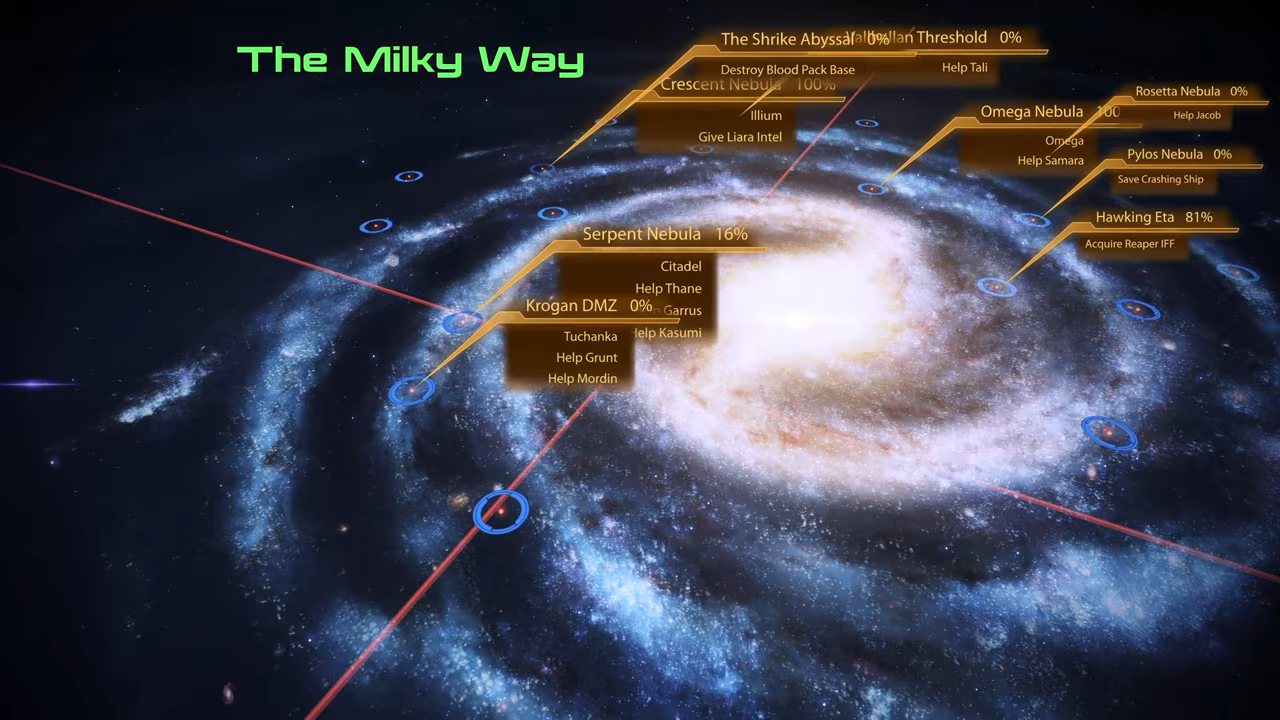 The Milky Way
The Shrike Abyssal 0%
Destroy Blood Pack Base
Threshold 0%
Help Tali
Crescent Nebula 100%
Illium
Give Liara Intel
Omega Nebula 100
Omega
Help Samara
Rosetta Nebula 0%
Help Jacob
Pylos Nebula 0%
Save Crashing Ship
Hawking Eta 81%
Acquire Reaper IFF
Serpent Nebula 16%
Citadel
Help Thane
Garrus
Help Kasumi
Krogan DMZ 0%
Tuchanka
Help Grunt
Help Mordin